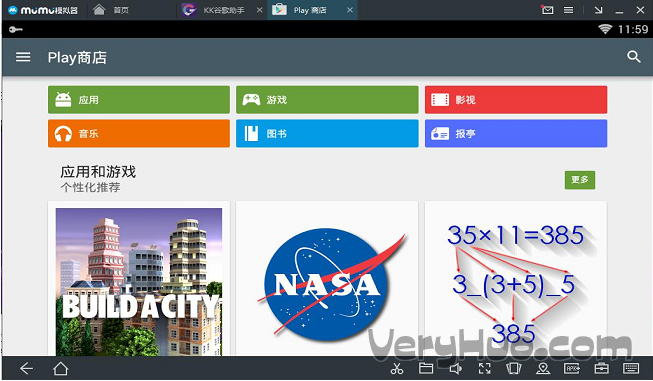 mumu模拟器 首页 KK谷歌助手 Play 商店
11:59
Play商店
应用 游戏 影视
音乐 图书 报亭
应用和游戏
个性化推荐
更多
BUILD A CITY
NASA
35×11=385
3_(3+5)_5
385
VeryHuo.com
APK+